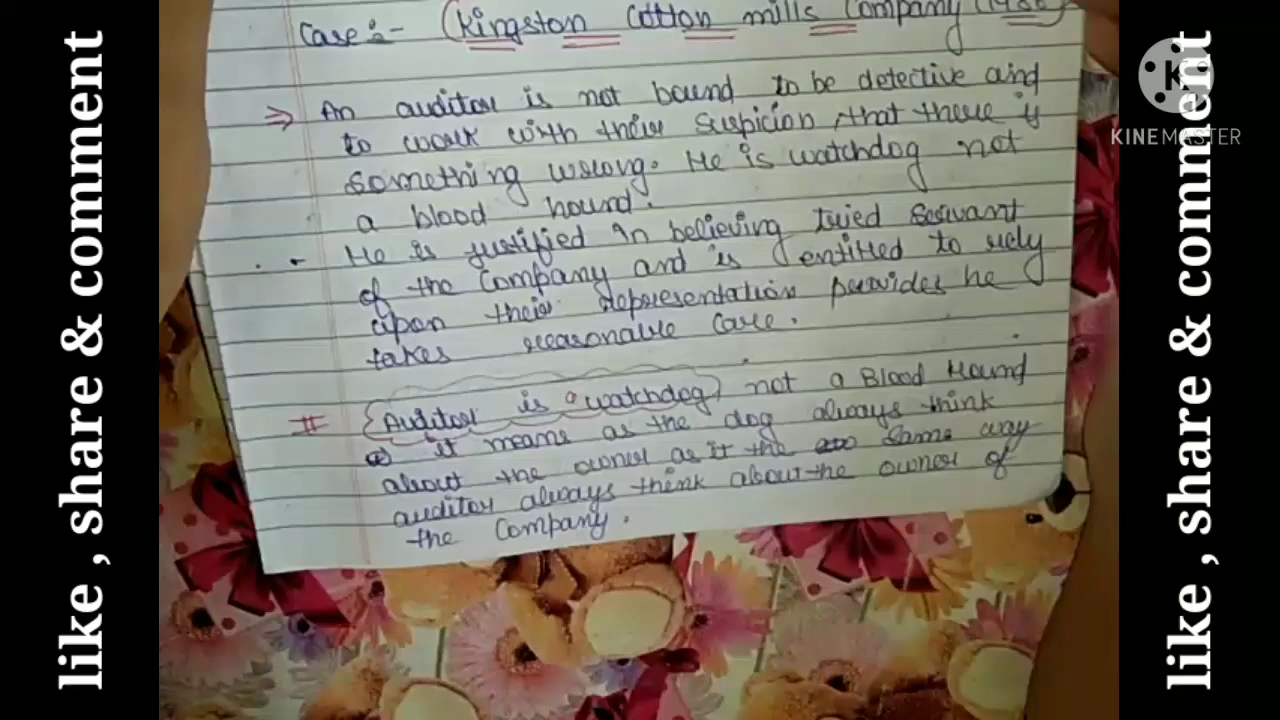 Case :- (Kingston Cotton mills Company
⇒ An auditor is not bound to be detective and
to work with their suspicion, that there is
something wrong. He is watchdog not
a blood hound.
- He is justified in believing tried servant
of the Company and is entitled to rely
upon their representation provides he
takes reasonable care.
# Auditor is a watchdog not a Blood Hound
it means as the dog always think
about the owner as it the same way
auditor always think about the owner of
the Company.
like , share & comment
like , share & comment
K
KINEMASTER